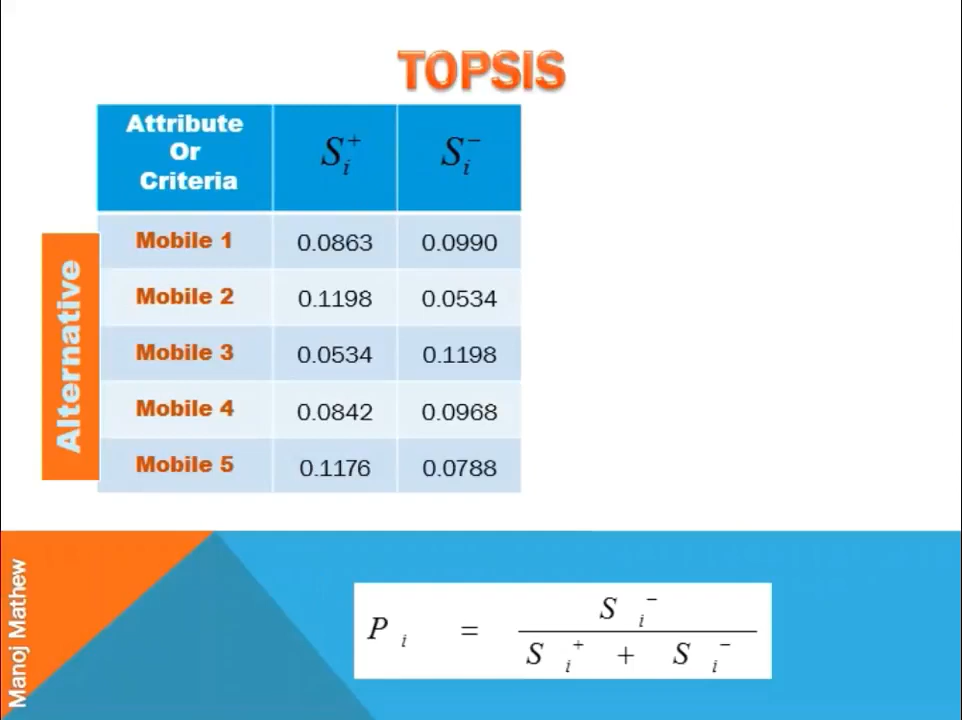 TOPSIS
Attribute
Or
Criteria
S_i^+ S_i^-
Alternative
Mobile 1 0.0863 0.0990
Mobile 2 0.1198 0.0534
Mobile 3 0.0534 0.1198
Mobile 4 0.0842 0.0968
Mobile 5 0.1176 0.0788
P_i = S_i^- / S_i^+ + S_i^-
Manoj Mathew